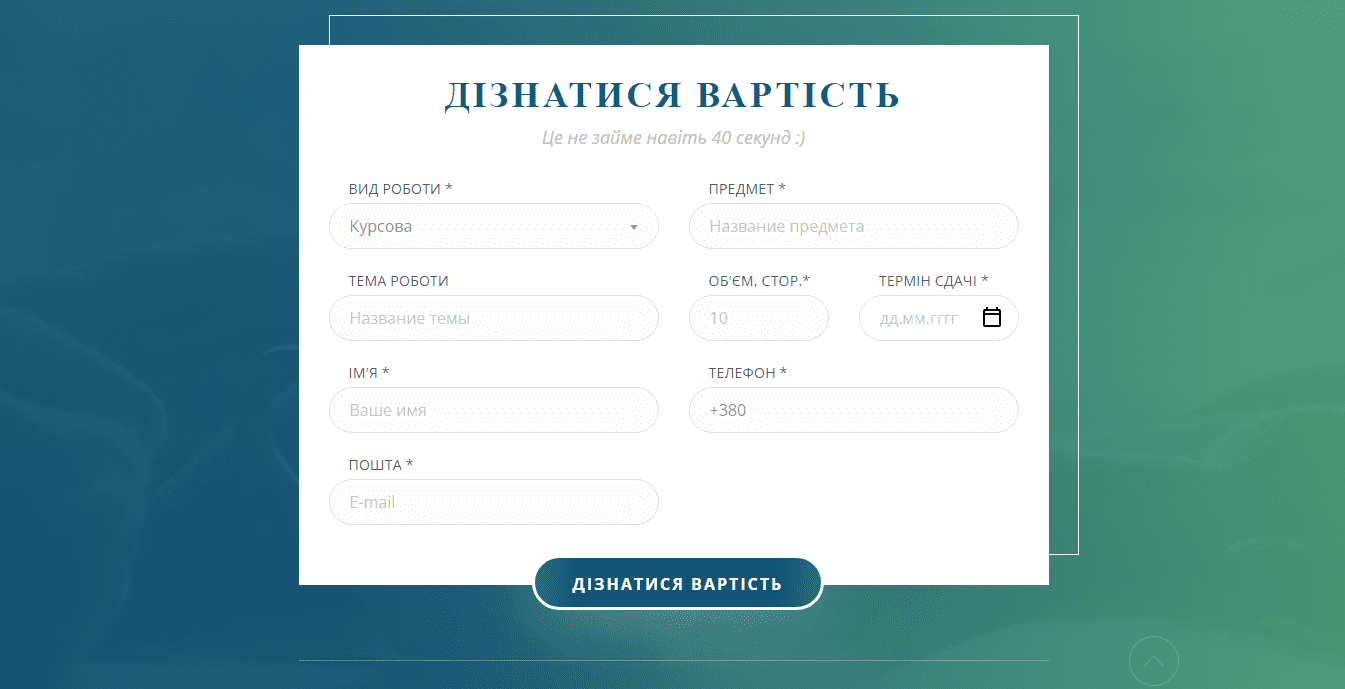 ДІЗНАТИСЯ ВАРТІСТЬ
Це не займе навіть 40 секунд :)
ВИД РОБОТИ * ПРЕДМЕТ *
Курсова Название предмета
ТЕМА РОБОТИ ОБ'ЄМ, СТОР.* ТЕРМІН СДАЧІ *
Название темы 10 дд.мм.гггг
ІМ'Я * ТЕЛЕФОН *
Ваше имя +380
ПОШТА *
E-mail
ДІЗНАТИСЯ ВАРТІСТЬ